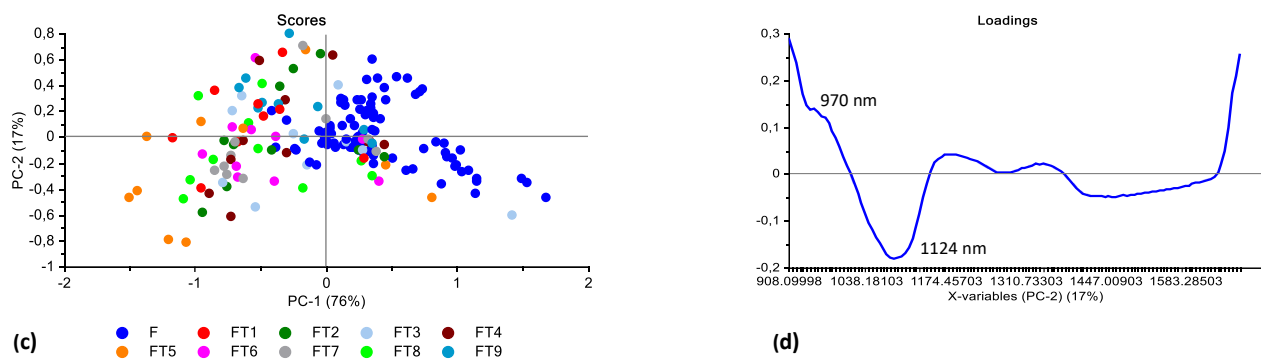 Scores
0,8
0,6
0,4
0,2
0
-0,2
-0,4
-0,6
-0,8
-1
PC-2 (17%)
-2 -1 0 1 2
PC-1 (76%)
(c)
F FT1 FT2 FT3 FT4
FT5 FT6 FT7 FT8 FT9
Loadings
0,3
0,2
0,1
0
-0,1
-0,2
970 nm
1124 nm
908.09998 1038.18103 1174.45703 1310.73303 1447.00903 1583.28503
X-variables (PC-2) (17%)
(d)